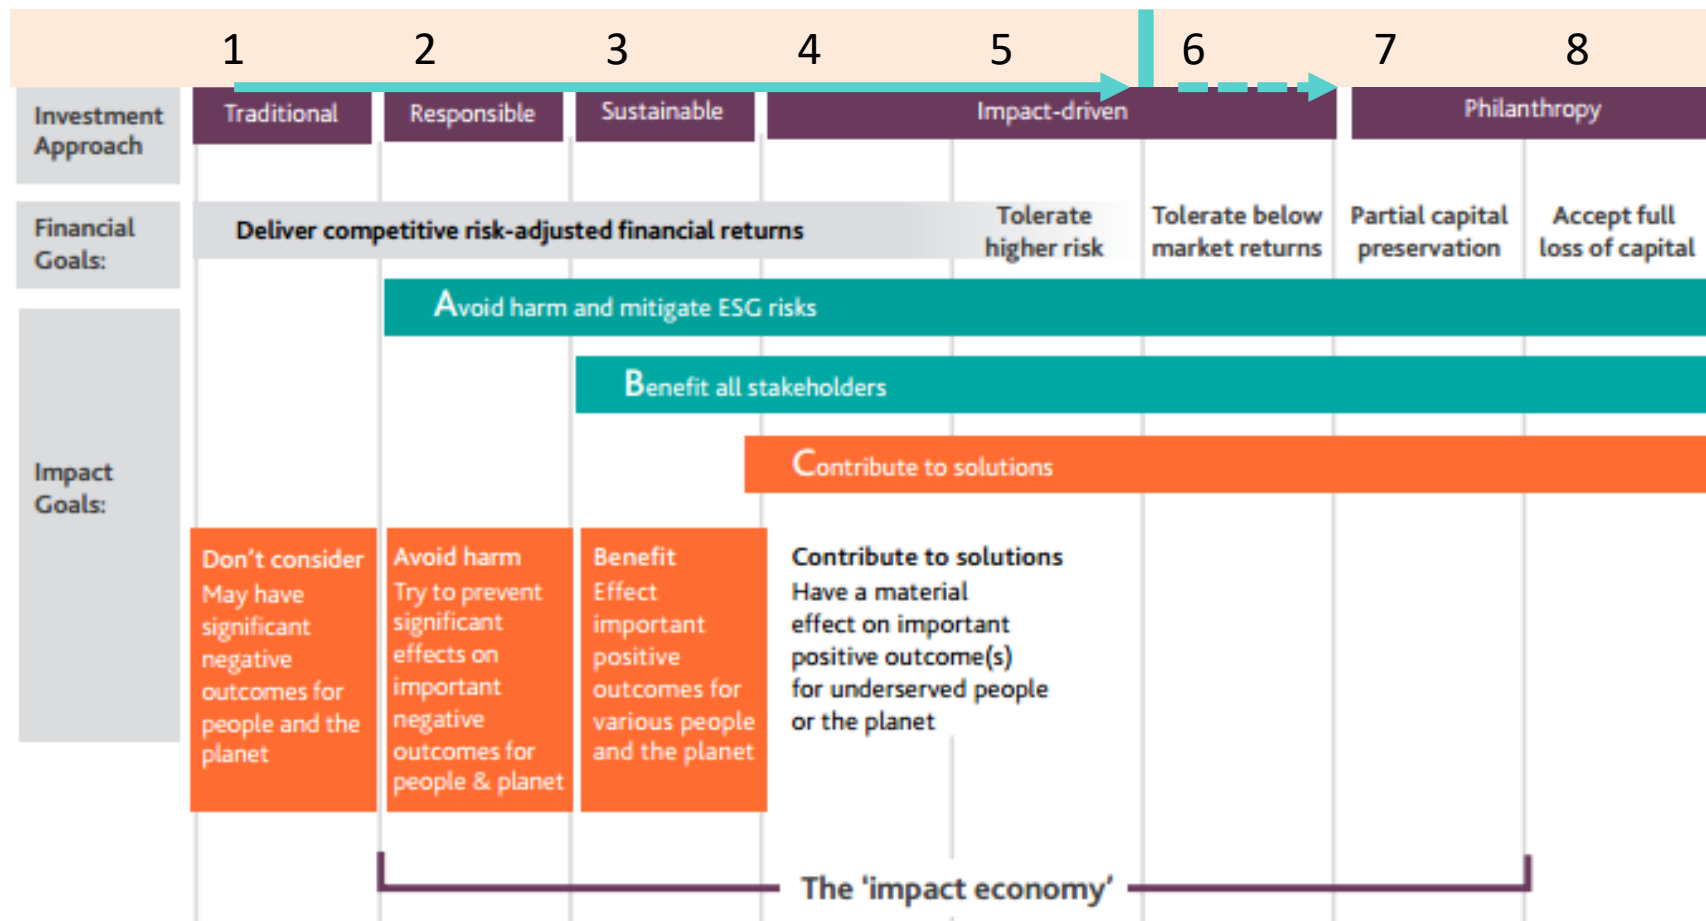 1 2 3 4 5 6 7 8
Investment
Approach
Traditional
Responsible
Sustainable
Impact-driven
Philanthropy
Financial
Goals:
Deliver competitive risk-adjusted financial returns
Tolerate
higher risk
Tolerate below
market returns
Partial capital
preservation
Accept full
loss of capital
Impact
Goals:
Avoid harm and mitigate ESG risks
Benefit all stakeholders
Contribute to solutions
Don't consider
May have
significant
negative
outcomes for
people and the
planet
Avoid harm
Try to prevent
significant
effects on
important
negative
outcomes for
people & planet
Benefit
Effect
important
positive
outcomes for
various people
and the planet
Contribute to solutions
Have a material
effect on important
positive outcome(s)
for underserved people
or the planet
The 'impact economy'